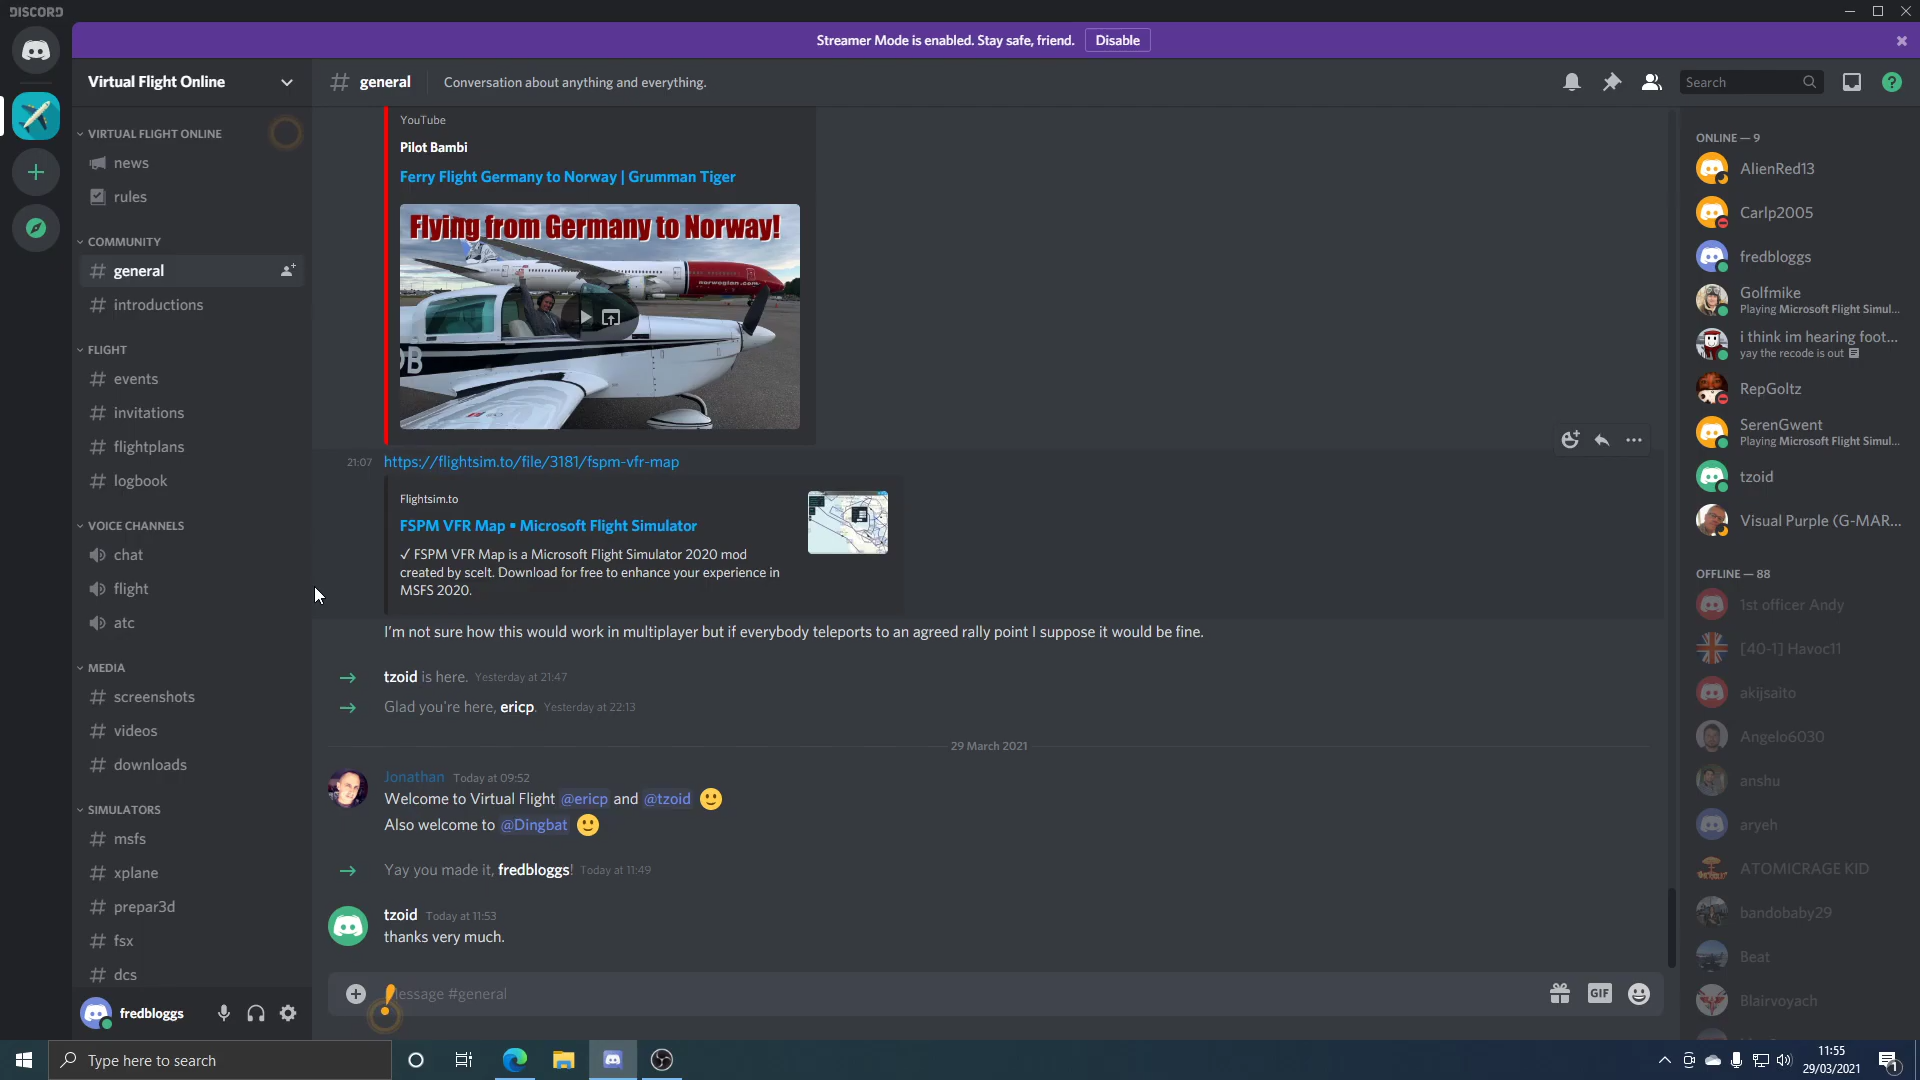 DISCORD
Streamer Mode is enabled. Stay safe, friend. Disable
Virtual Flight Online
general
Conversation about anything and everything.
Search
VIRTUAL FLIGHT ONLINE
news
rules
COMMUNITY
general
introductions
FLIGHT
events
invitations
flightplans
logbook
VOICE CHANNELS
chat
flight
atc
MEDIA
screenshots
videos
downloads
SIMULATORS
msfs
xplane
prepar3d
fsx
dcs
fredbloggs
YouTube
Pilot Bambi
Ferry Flight Germany to Norway | Grumman Tiger
Flying from Germany to Norway!
norwegian.com
21:07 https://flightsim.to/file/3181/fspm-vfr-map
Flightsim.to
FSPM VFR Map ▪ Microsoft Flight Simulator
✓ FSPM VFR Map is a Microsoft Flight Simulator 2020 mod
created by scelt. Download for free to enhance your experience in
MSFS 2020.
I'm not sure how this would work in multiplayer but if everybody teleports to an agreed rally point I suppose it would be fine.
tzoid is here. Yesterday at 21:47
Glad you're here, ericp. Yesterday at 22:13
29 March 2021
Jonathan Today at 09:52
Welcome to Virtual Flight @ericp and @tzoid 🙂
Also welcome to @Dingbat 🙂
Yay you made it, fredbloggs! Today at 11:49
tzoid Today at 11:53
thanks very much.
Message #general
GIF
ONLINE — 9
AlienRed13
Carlp2005
fredbloggs
Golfmike
Playing Microsoft Flight Simul...
i think im hearing foot...
yay the recode is out
RepGoltz
SerenGwent
Playing Microsoft Flight Simul...
tzoid
Visual Purple (G-MAR...
OFFLINE — 88
1st officer Andy
[40-1] Havoc11
akijsaito
Angelo6030
anshu
aryeh
ATOMICRAGE KID
bandobaby29
Beat
Blairvoyach
Type here to search
11:55
29/03/2021
1